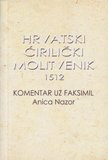 HRVATSKI
ĆIRILIČKI
MOLITVENIK
1512
KOMENTAR UZ FAKSIMIL
Anica Nazor